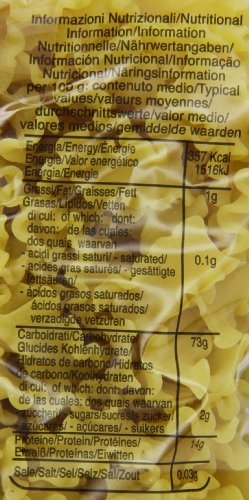 Informazioni Nutrizionali/Nutritional
Information/Information
Nutritionnelle/Nährwertangaben/
Información Nutricional/Informação
Nutricional/Näringsinformation
per 100 g: contenuto medio/Typical
values/valeurs moyennes/
durchschnittswerte/valor medio/
valores medios/gemiddelde waarden
Energia/Energy/Énergie
Energie/Valor energético
Energia/Energie
357 Kcal
1516kJ
Grassi/Fat/Graisses/Fett
Grasas/Lípidos/Vetten
1g
di cui: of which: dont:
davon: de las cuales:
dos quais waarvan
- acidi grassi saturi/ - saturated/
- acides gras saturés/ - gesättigte
fettsäuren/
- ácidos grasos saturados/
ácidos grasos saturados/
verzadigde vetzuren
0.1g
Carboidrati/Carbohydrate/
Glucides Kohlenhydrate/
Hidratos de carbono/Hidratos
de carbono/Koolhydraten
73g
di cui: of which: dont: davon:
de las cuales: dos quais waarvan
- zuccheri/ - sugars/sucres/ - zucker/
- azúcares/ - açúcares/ - suikers
2g
Proteine/Protein/Protéines/
Eiweiß/Proteínas/Eiwitten
14g
Sale/Salt/Sel/Salz/Sal/Zout
0.03g